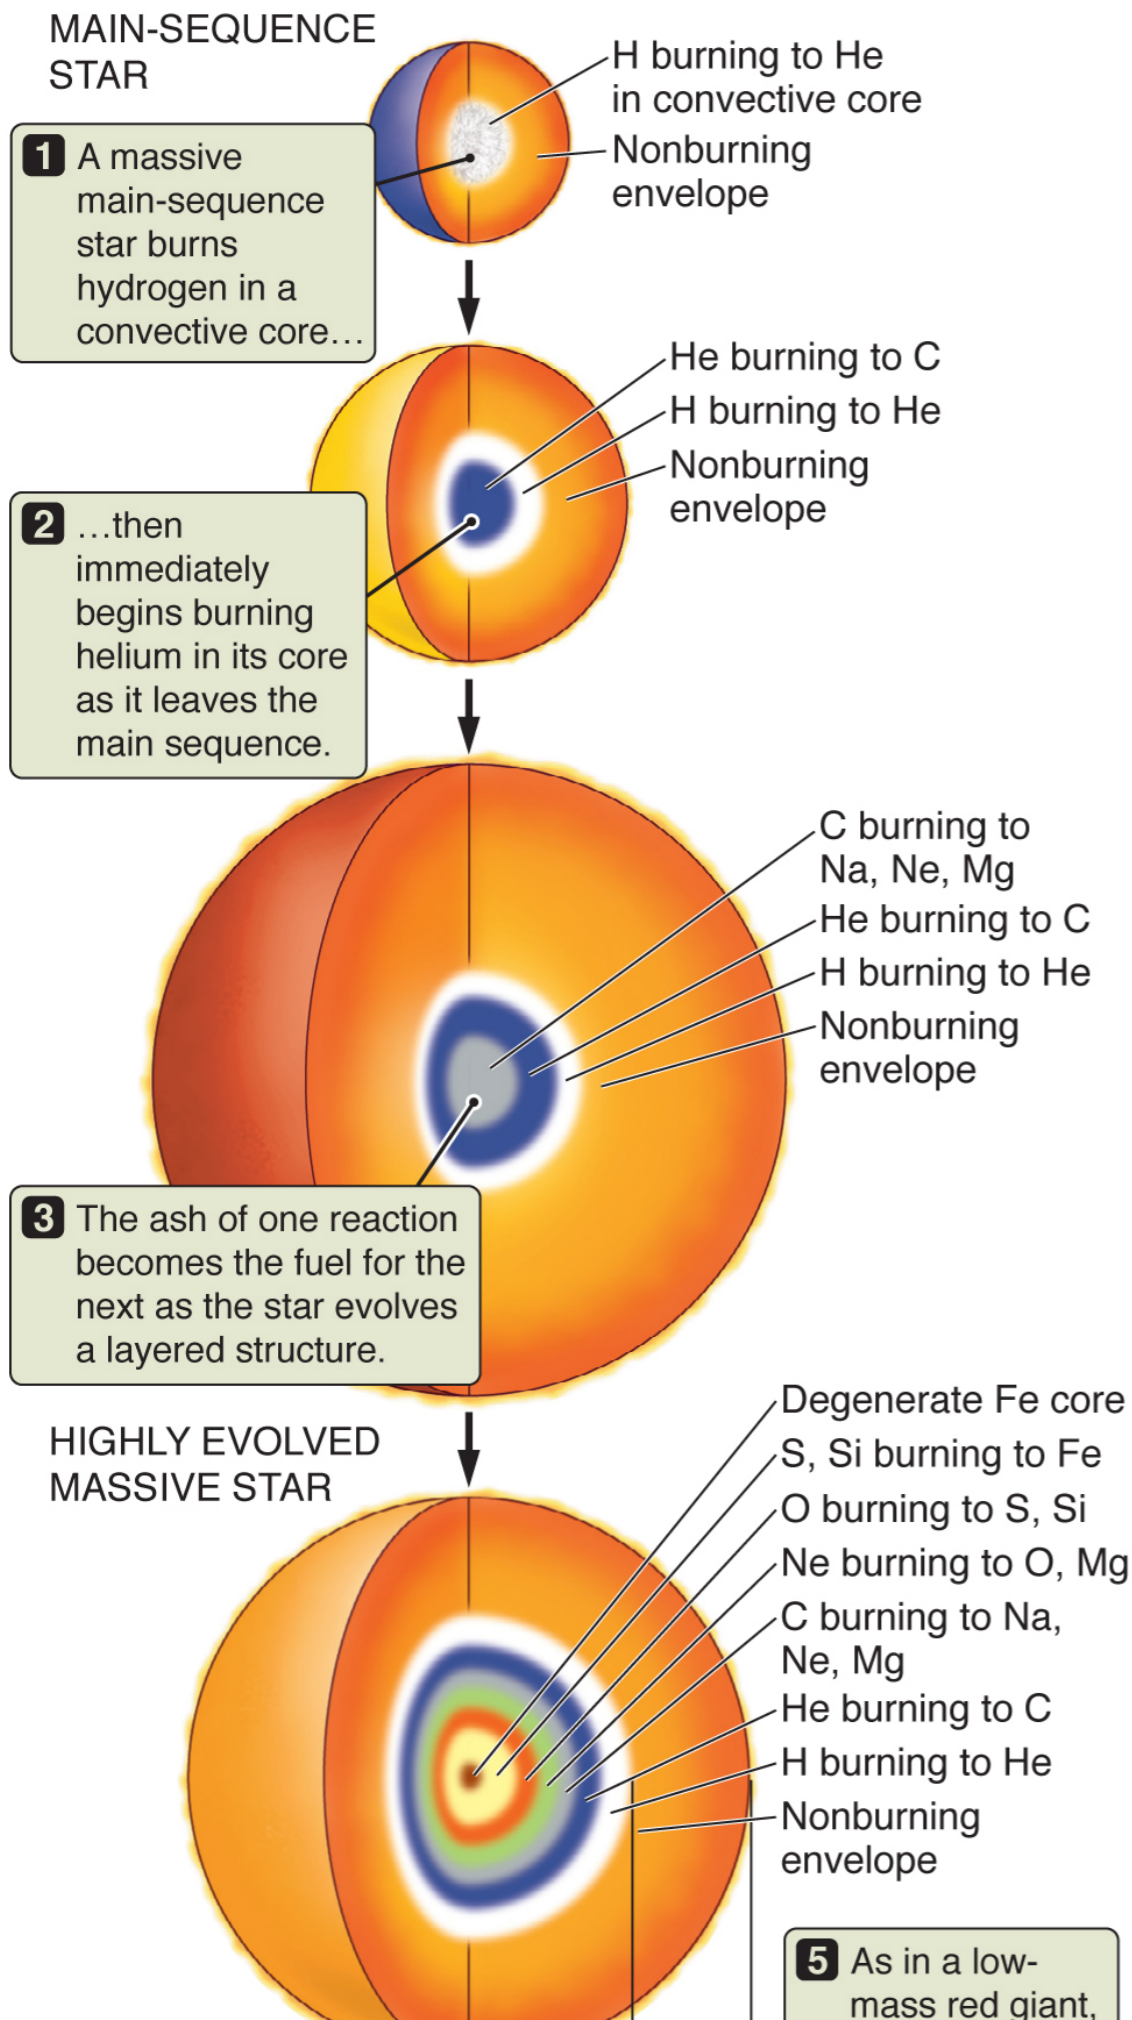 MAIN-SEQUENCE
STAR
H burning to He
in convective core
Nonburning
envelope
1 A massive
main-sequence
star burns
hydrogen in a
convective core…
He burning to C
H burning to He
Nonburning
envelope
2 …then
immediately
begins burning
helium in its core
as it leaves the
main sequence.
C burning to
Na, Ne, Mg
He burning to C
H burning to He
Nonburning
envelope
3 The ash of one reaction
becomes the fuel for the
next as the star evolves
a layered structure.
HIGHLY EVOLVED
MASSIVE STAR
Degenerate Fe core
S, Si burning to Fe
O burning to S, Si
Ne burning to O, Mg
C burning to Na,
Ne, Mg
He burning to C
H burning to He
Nonburning
envelope
5 As in a low-
mass red giant,